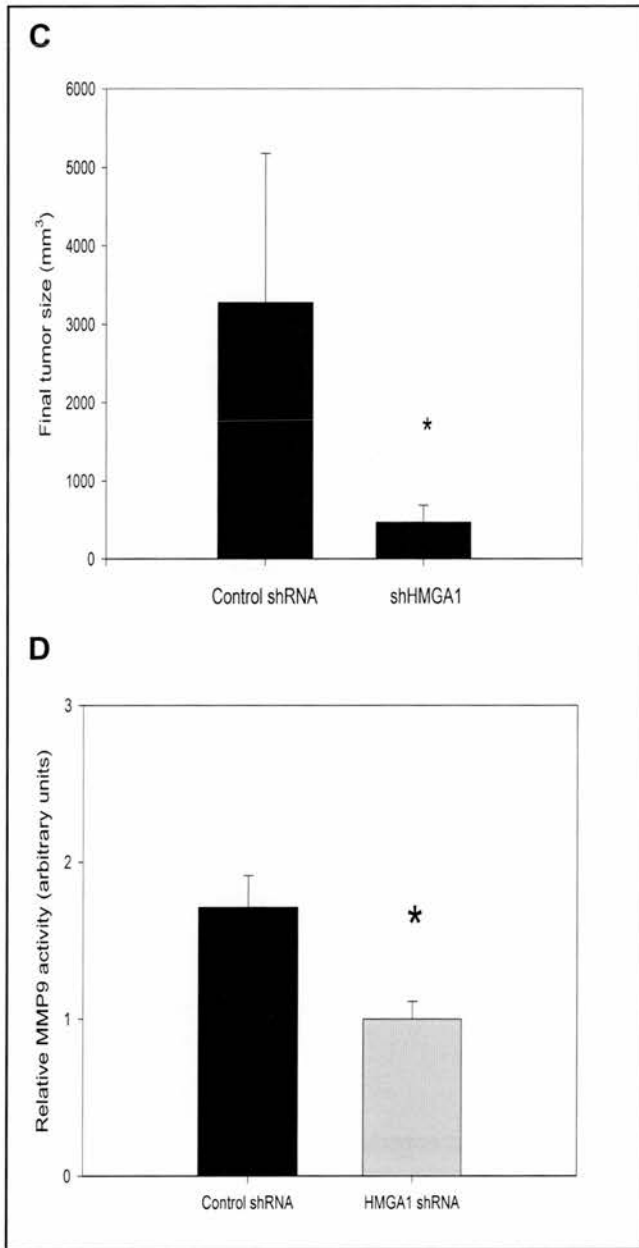 C
6000
5000
4000
3000
2000
1000
0
Final tumor size (mm³)
*
Control shRNA shHMGA1
D
3
2
1
0
Relative MMP9 activity (arbitrary units)
*
Control shRNA HMGA1 shRNA